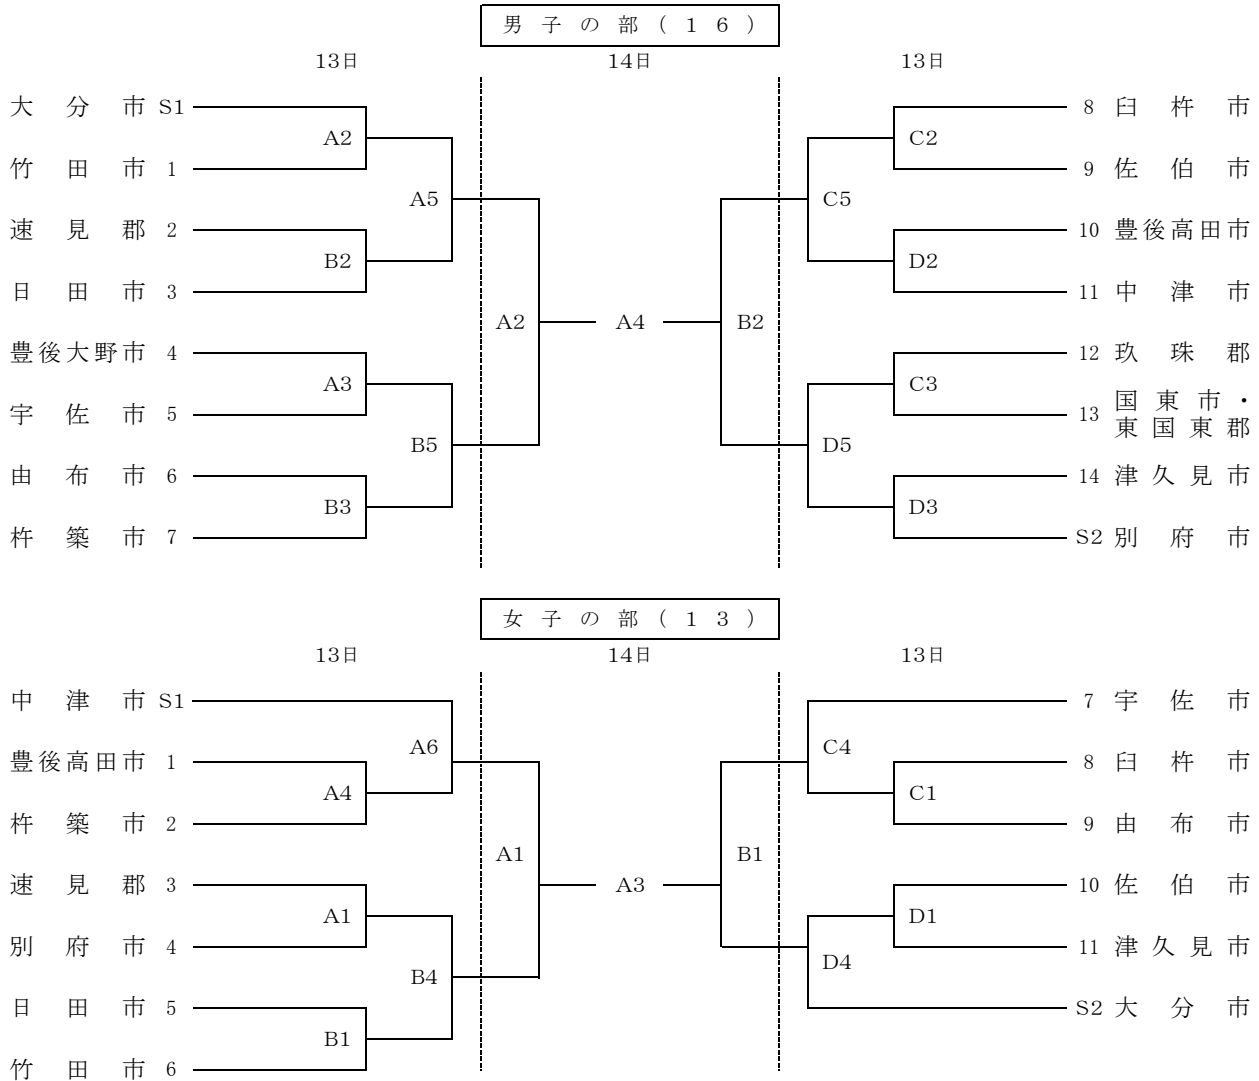 男子の部(16)
13日 14日 13日
大分市 S1
A2
竹田市 1
A5
速見郡 2
B2
日田市 3
A2
豊後大野市 4
A3
宇佐市 5
B5
由布市 6
B3
杵築市 7
A4
8 臼杵市
C2
9 佐伯市
C5
10 豊後高田市
D2
11 中津市
B2
12 玖珠郡
C3
13 国東市・
東国東郡
D5
14 津久見市
D3
S2 別府市
女子の部(13)
13日 14日 13日
中津市 S1
A6
豊後高田市 1
A4
杵築市 2
A1
速見郡 3
A1
別府市 4
B4
日田市 5
B1
竹田市 6
A3
7 宇佐市
C4
8 臼杵市
C1
9 由布市
B1
10 佐伯市
D1
11 津久見市
D4
S2 大分市